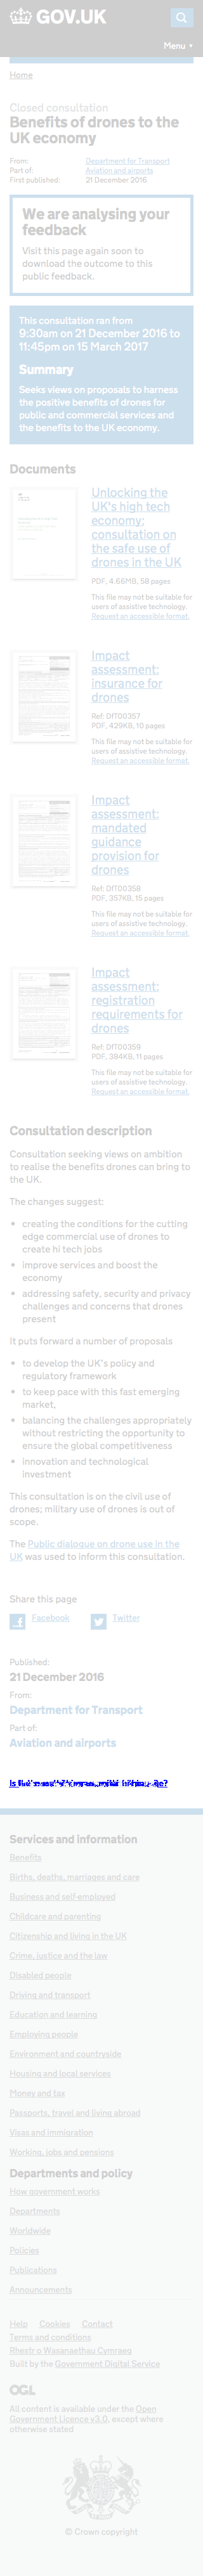 GOV.UK
Menu
Home
Closed consultation
Benefits of drones to the
UK economy
From: Department for Transport
Part of: Aviation and airports
First published: 21 December 2016
We are analysing your
feedback
Visit this page again soon to
download the outcome to this
public feedback.
This consultation ran from
9:30am on 21 December 2016 to
11:45pm on 15 March 2017
Summary
Seeks views on proposals to harness
the positive benefits of drones for
public and commercial services and
the benefits to the UK economy.
Documents
Unlocking the
UK's high tech
economy:
consultation on
the safe use of
drones in the UK
PDF, 4.66MB, 58 pages
This file may not be suitable for
users of assistive technology.
Request an accessible format.
Impact
assessment:
insurance for
drones
Ref: DfT00357
PDF, 429KB, 10 pages
This file may not be suitable for
users of assistive technology.
Request an accessible format.
Impact
assessment:
mandated
guidance
provision for
drones
Ref: DfT00358
PDF, 357KB, 15 pages
This file may not be suitable for
users of assistive technology.
Request an accessible format.
Impact
assessment:
registration
requirements for
drones
Ref: DfT00359
PDF, 384KB, 11 pages
This file may not be suitable for
users of assistive technology.
Request an accessible format.
Consultation description
Consultation seeking views on ambition
to realise the benefits drones can bring to
the UK.
The changes suggest:
creating the conditions for the cutting
edge commercial use of drones to
create hi tech jobs
improve services and boost the
economy
addressing safety, security and privacy
challenges and concerns that drones
present
It puts forward a number of proposals
to develop the UK's policy and
regulatory framework
to keep pace with this fast emerging
market,
balancing the challenges appropriately
without restricting the opportunity to
ensure the global competitiveness
innovation and technological
investment
This consultation is on the civil use of
drones; military use of drones is out of
scope.
The Public dialogue on drone use in the
UK was used to inform this consultation.
Share this page
Facebook Twitter
Published:
21 December 2016
From:
Department for Transport
Part of:
Aviation and airports
Services and information
Benefits
Births, deaths, marriages and care
Business and self-employed
Childcare and parenting
Citizenship and living in the UK
Crime, justice and the law
Disabled people
Driving and transport
Education and learning
Employing people
Environment and countryside
Housing and local services
Money and tax
Passports, travel and living abroad
Visas and immigration
Working, jobs and pensions
Departments and policy
How government works
Departments
Worldwide
Policies
Publications
Announcements
Help Cookies Contact
Terms and conditions
Rhestr o Wasanaethau Cymraeg
Built by the Government Digital Service
OGL
All content is available under the Open
Government Licence v3.0, except where
otherwise stated
© Crown copyright